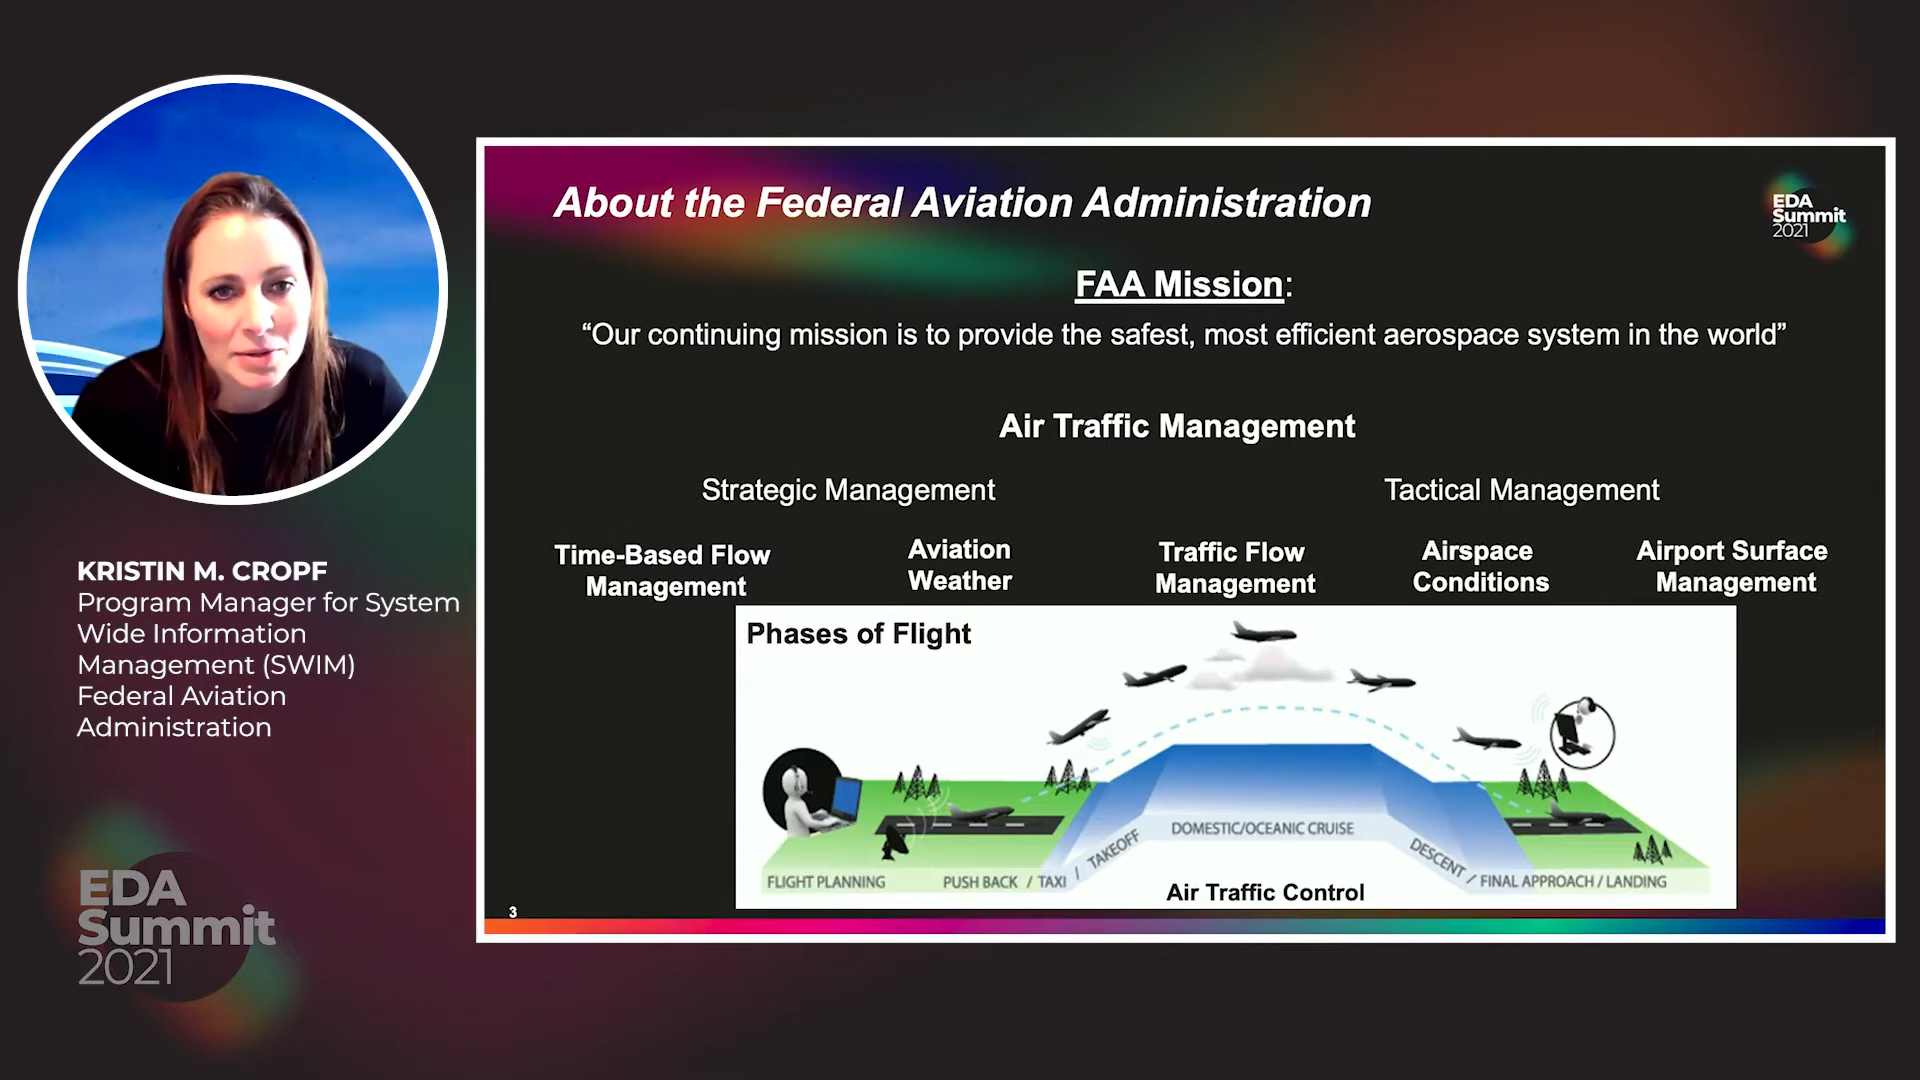 KRISTIN M. CROPF
Program Manager for System
Wide Information
Management (SWIM)
Federal Aviation
Administration
EDA
Summit
2021
About the Federal Aviation Administration
EDA
Summit
2021
FAA Mission:
“Our continuing mission is to provide the safest, most efficient aerospace system in the world”
Air Traffic Management
Strategic Management
Tactical Management
Time-Based Flow
Management
Aviation
Weather
Traffic Flow
Management
Airspace
Conditions
Airport Surface
Management
Phases of Flight
FLIGHT PLANNING
PUSH BACK / TAXI / TAKEOFF
DOMESTIC/OCEANIC CRUISE
DESCENT / FINAL APPROACH / LANDING
Air Traffic Control
3